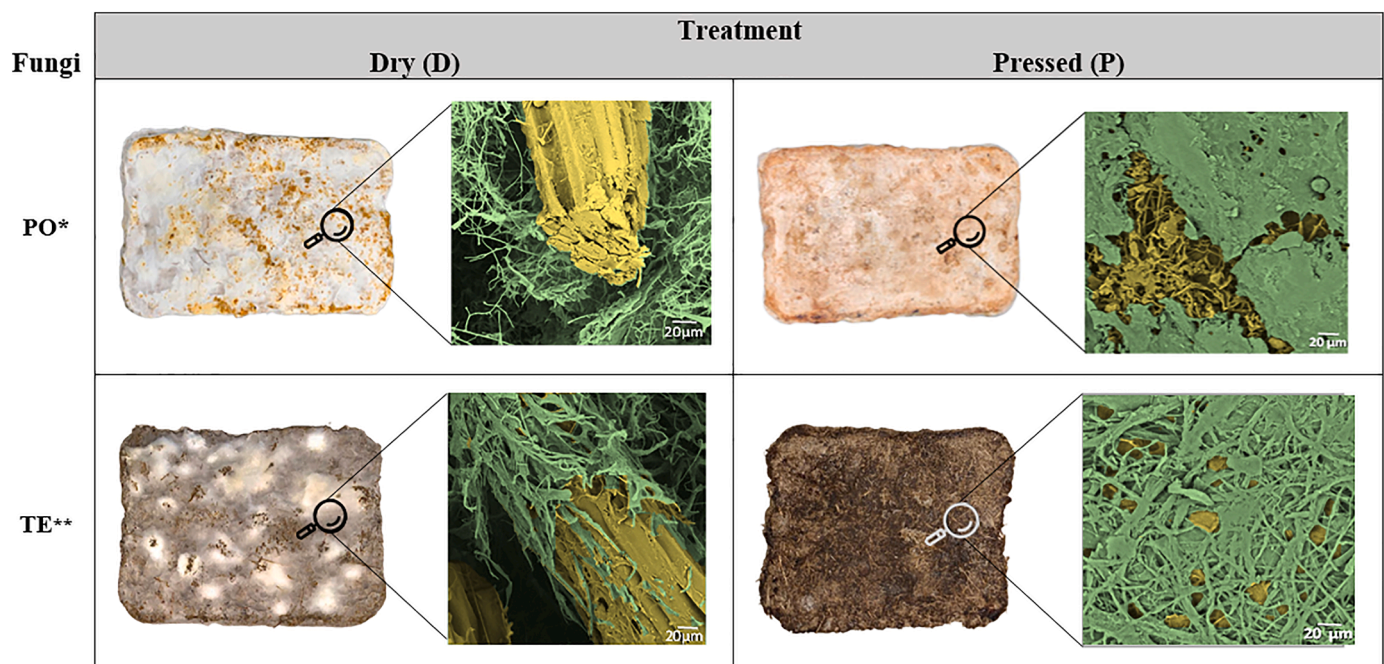 Treatment
Fungi Dry (D) Pressed (P)
PO*
20µm
20 µm
TE**
20µm
20 µm